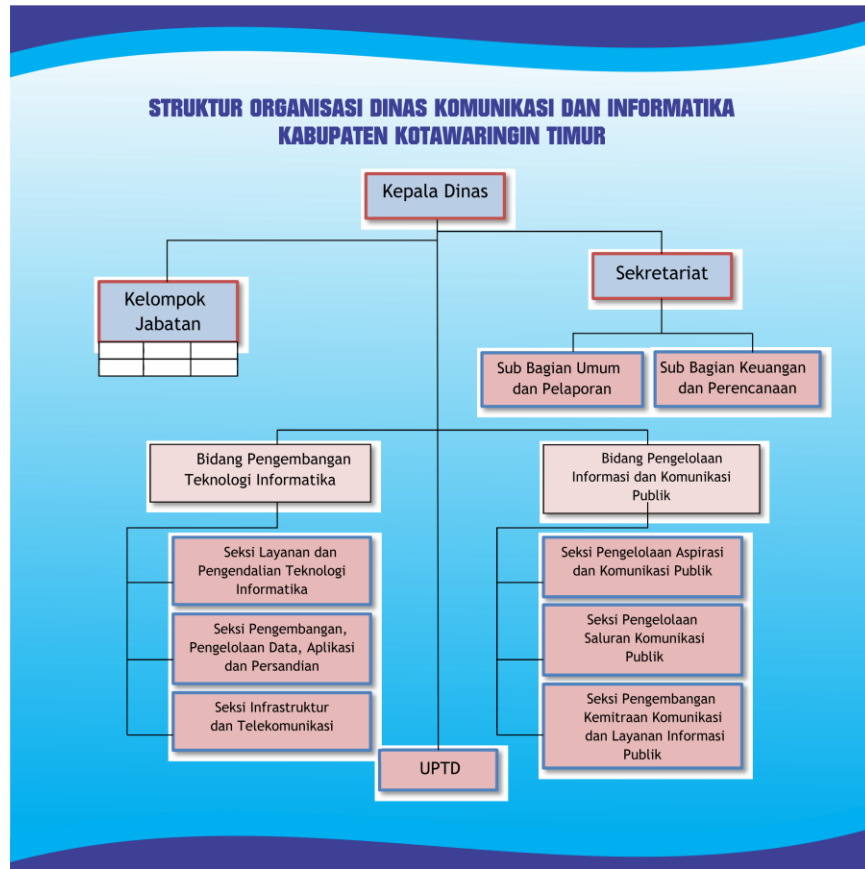 STRUKTUR ORGANISASI DINAS KOMUNIKASI DAN INFORMATIKA
KABUPATEN KOTAWARINGIN TIMUR
Kepala Dinas
Kelompok
Jabatan
Sekretariat
Sub Bagian Umum
dan Pelaporan
Sub Bagian Keuangan
dan Perencanaan
Bidang Pengembangan
Teknologi Informatika
Seksi Layanan dan
Pengendalian Teknologi
Informatika
Seksi Pengembangan,
Pengelolaan Data, Aplikasi
dan Persandian
Seksi Infrastruktur
dan Telekomunikasi
Bidang Pengelolaan
Informasi dan Komunikasi
Publik
Seksi Pengelolaan Aspirasi
dan Komunikasi Publik
Seksi Pengelolaan
Saluran Komunikasi
Publik
Seksi Pengembangan
Kemitraan Komunikasi
dan Layanan Informasi
Publik
UPTD